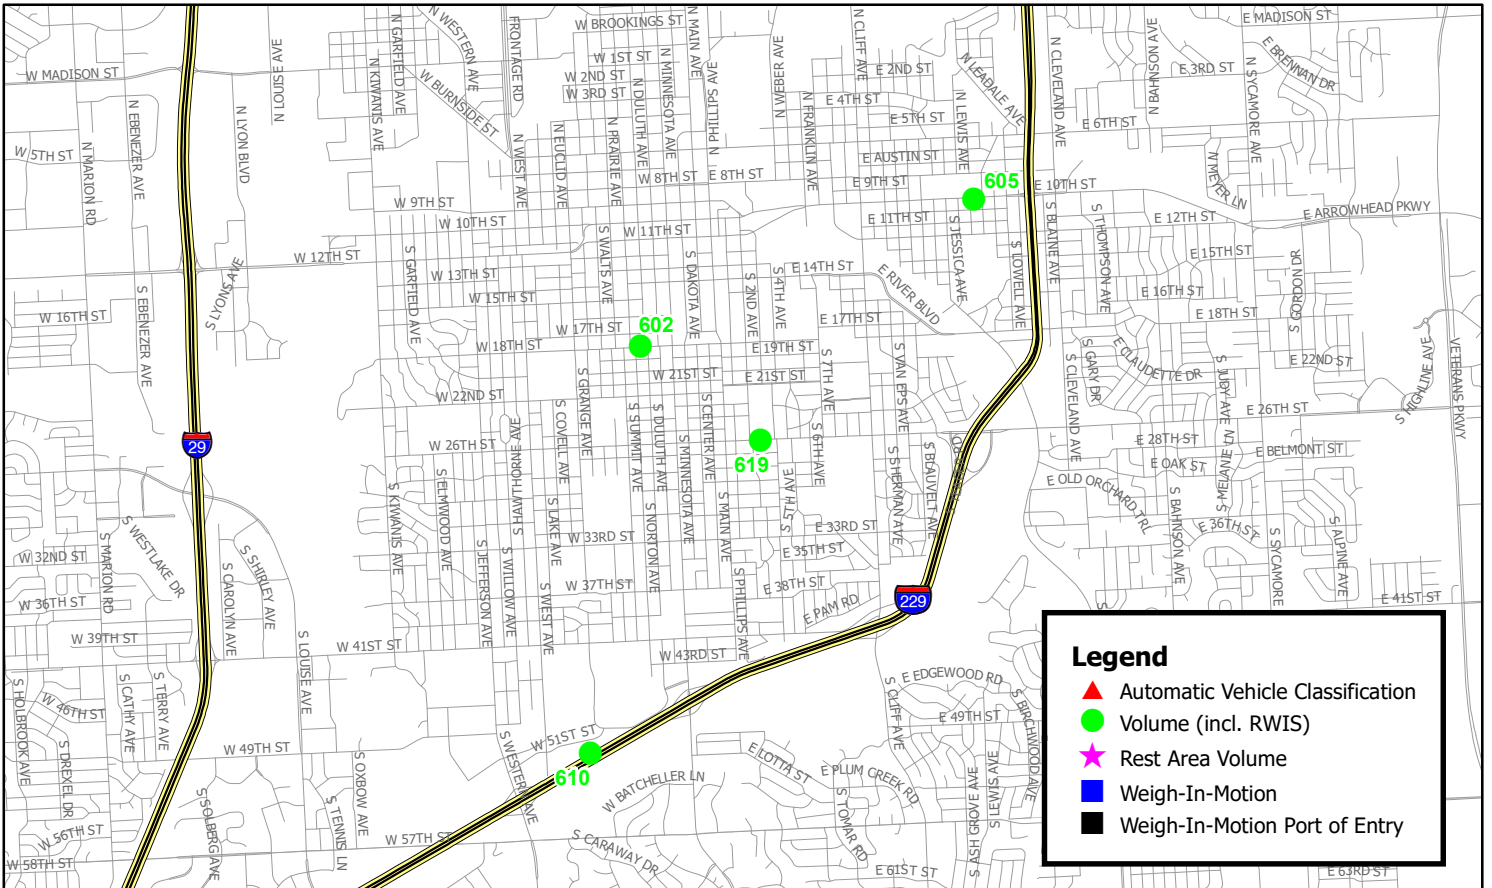 W BROOKINGS ST
E MADISON ST
W MADISON ST
N LOUISE AVE
N GARFIELD AVE
N WESTERN AVE
FRONTAGE RD
N MAIN AVE
N CLIFF AVE
W 1ST ST
W 2ND ST
W 3RD ST
N KIWANIS AVE
W BURNSIDE ST
N DULUTH AVE
N MINNESOTA AVE
N PHILLIPS AVE
N WEBER AVE
N FRANKLIN AVE
E 2ND ST
E 4TH ST
E 5TH ST
N LEADALE AVE
N LEWIS AVE
N CLEVELAND AVE
N BAHNSON AVE
E 3RD ST
E BRENNAN DR
N SYCAMORE AVE
E 6TH ST
W 5TH ST
N MARION RD
N EBENEZER AVE
N LYON BLVD
N WEST AVE
N EUCLID AVE
N PRAIRIE AVE
W 8TH ST
E 8TH ST
E AUSTIN ST
E 9TH ST
605
E 10TH ST
N MEYER LN
E ARROWHEAD PKWY
W 9TH ST
W 10TH ST
W 11TH ST
E 11TH ST
E 12TH ST
W 12TH ST
W 13TH ST
W 15TH ST
S LYONS AVE
S EBENEZER AVE
S GARFIELD AVE
S WALTS AVE
S DAKOTA AVE
S 2ND AVE
S 4TH AVE
E 14TH ST
E RIVER BLVD
S JESSICA AVE
S LOWELL AVE
S BLAINE AVE
S THOMPSON AVE
E 15TH ST
E 16TH ST
S GORDON DR
W 16TH ST
W 17TH ST
602
W 18TH ST
E 17TH ST
E 18TH ST
E 19TH ST
W 21ST ST
E 21ST ST
W 22ND ST
E 22ND ST
S 7TH AVE
S VAN EPS AVE
S CLEVELAND AVE
S GARY DR
E CLAUDETTE DR
S JUDY AVE
S HIGHLINE AVE
VETERANS PKWY
S GRANGE AVE
S COVELL AVE
S HAWTHORNE AVE
S SUMMIT AVE
S DULUTH AVE
S MINNESOTA AVE
S CENTER AVE
S 6TH AVE
29
W 26TH ST
E 26TH ST
619
E 28TH ST
E OAK ST
S MELANIE LN
E BELMONT ST
S KIWANIS AVE
S ELMWOOD AVE
S LAKE AVE
S NORTON AVE
S MAIN AVE
S 5TH AVE
S SHERMAN AVE
S BLAUVELT AVE
E OLD ORCHARD TRL
S BAHNSON AVE
E 36TH ST
S SYCAMORE
S ALPINE AVE
S WESTLAKE DR
W 32ND ST
S MARION RD
S CAROLYN AVE
S SHIRLEY AVE
W 33RD ST
E 33RD ST
E 35TH ST
S JEFFERSON AVE
S WILLOW AVE
S WEST AVE
W 37TH ST
S PHILLIPS AVE
E 38TH ST
E PAM RD
229
E 41ST ST
W 36TH ST
W 39TH ST
W 41ST ST
W 43RD ST
S LOUISE AVE
S HOLBROOK AVE
W 46TH ST
S CATHY AVE
S TERRY AVE
S DREXEL DR
W 49TH ST
S OXBOW AVE
S WESTERN AVE
W 51ST ST
610
W BATCHELLER LN
E LOTTA ST
E PLUM CREEK RD
S TOMAR RD
S CLIFF AVE
E EDGEWOOD RD
E 49TH ST
S BIRCHWOOD AVE
S LEWIS AVE
S ASH GROVE AVE
W 56TH ST
W 58TH ST
S SOLBERG AVE
S TENNIS LN
W 57TH ST
S CARAWAY DR
E 61ST ST
E 63RD ST
Legend
Automatic Vehicle Classification
Volume (incl. RWIS)
Rest Area Volume
Weigh-In-Motion
Weigh-In-Motion Port of Entry